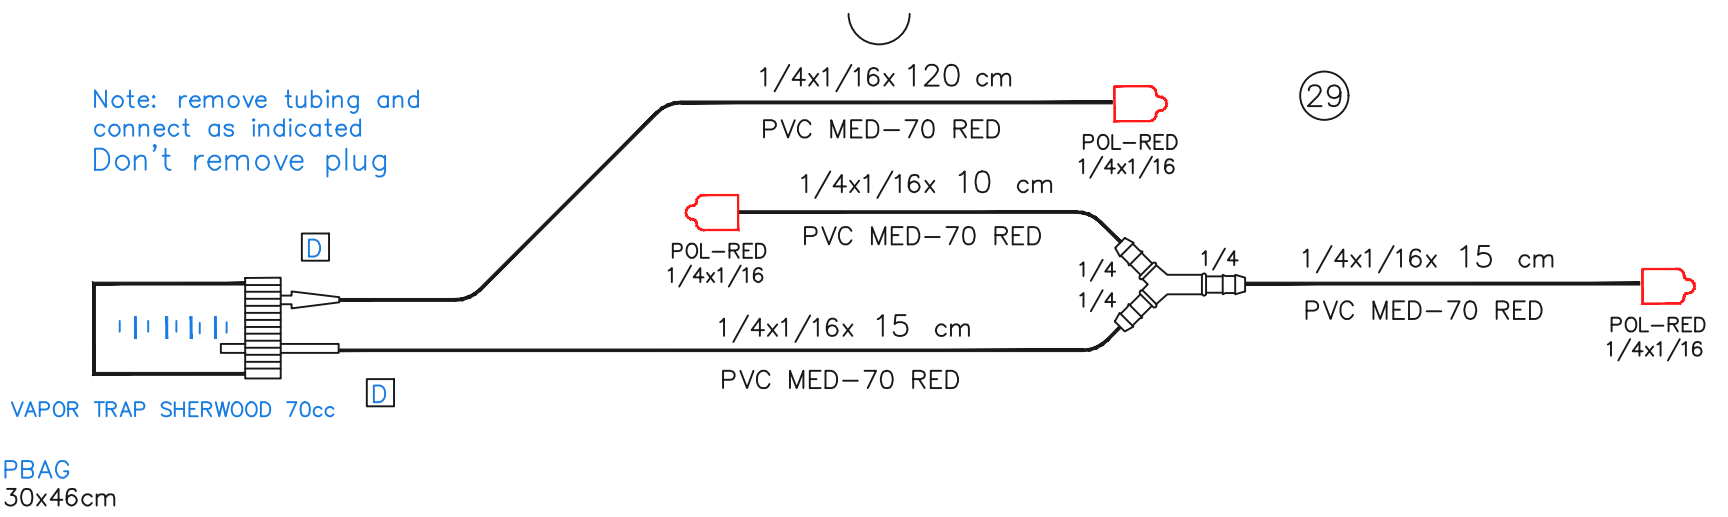 1/4x1/16x 120 cm
29
Note: remove tubing and
connect as indicated
Don't remove plug
PVC MED-70 RED
POL-RED
1/4x1/16
1/4x1/16x 10 cm
PVC MED-70 RED
POL-RED
1/4x1/16
D
1/4
1/4
1/4
1/4x1/16x 15 cm
PVC MED-70 RED
POL-RED
1/4x1/16
1/4x1/16x 15 cm
PVC MED-70 RED
D
VAPOR TRAP SHERWOOD 70cc
PBAG
30x46cm